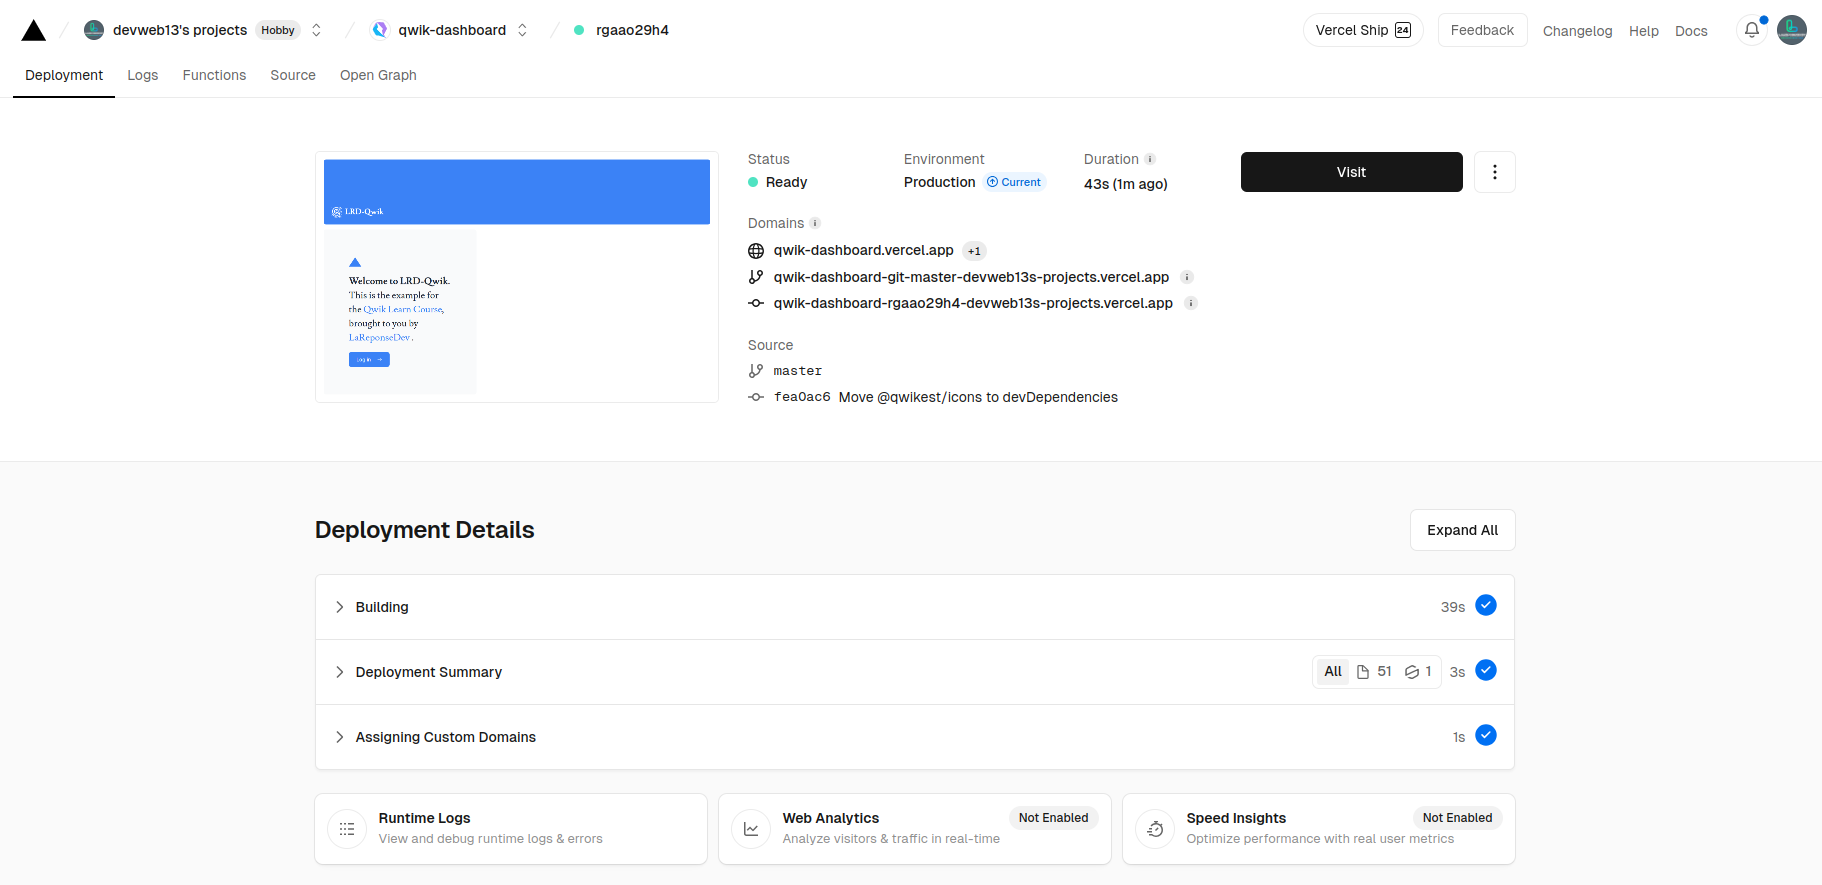 devweb13's projects Hobby qwik-dashboard rgaao29h4 Vercel Ship 24 Feedback Changelog Help Docs
Deployment Logs Functions Source Open Graph
LRD-Qwik
Welcome to LRD-Qwik.
This is the example for
the Qwik Learn Course,
brought to you by
LaReponseDev.
Log in →
Status Environment Duration
Ready Production Current 43s (1m ago) Visit
Domains
qwik-dashboard.vercel.app +1
qwik-dashboard-git-master-devweb13s-projects.vercel.app
qwik-dashboard-rgaao29h4-devweb13s-projects.vercel.app
Source
master
fea0ac6 Move @qwikest/icons to devDependencies
Deployment Details Expand All
Building 39s
Deployment Summary All 51 1 3s
Assigning Custom Domains 1s
Runtime Logs
View and debug runtime logs & errors
Web Analytics Not Enabled
Analyze visitors & traffic in real-time
Speed Insights Not Enabled
Optimize performance with real user metrics